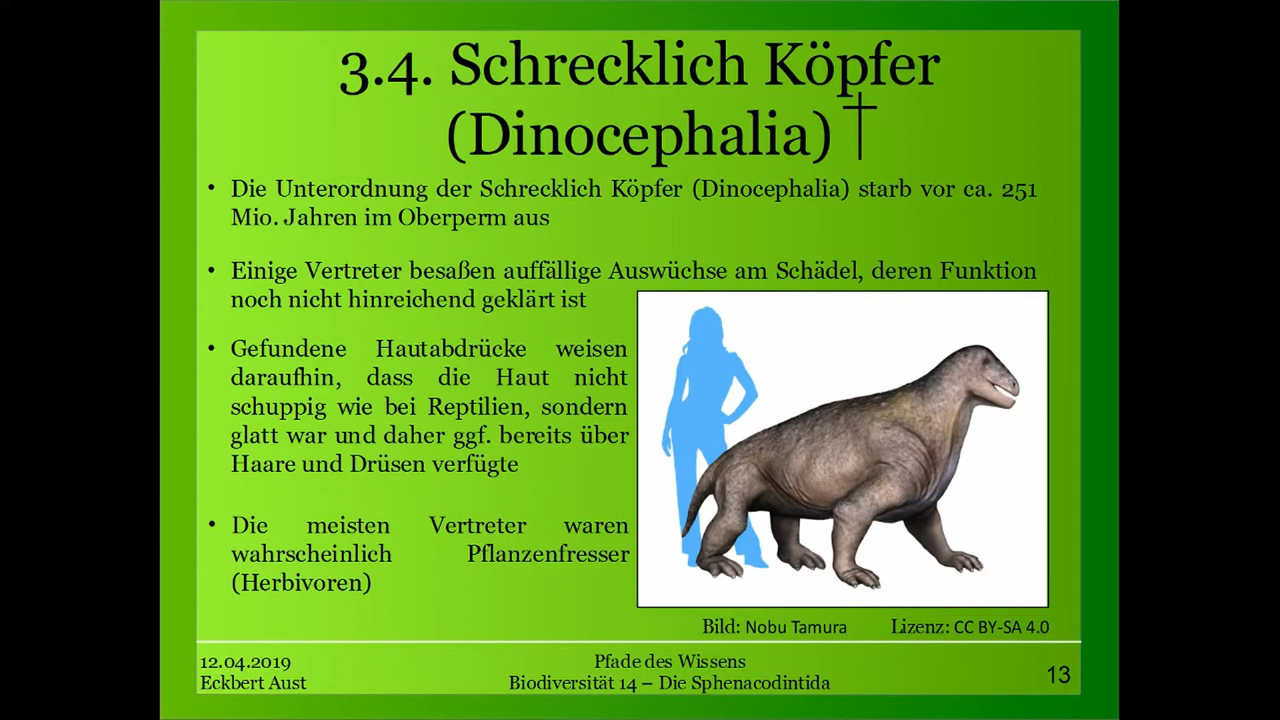 3.4. Schrecklich Köpfer
(Dinocephalia) †
• Die Unterordnung der Schrecklich Köpfer (Dinocephalia) starb vor ca. 251
Mio. Jahren im Oberperm aus
• Einige Vertreter besaßen auffällige Auswüchse am Schädel, deren Funktion
noch nicht hinreichend geklärt ist
• Gefundene Hautabdrücke weisen
daraufhin, dass die Haut nicht
schuppig wie bei Reptilien, sondern
glatt war und daher ggf. bereits über
Haare und Drüsen verfügte
• Die meisten Vertreter waren
wahrscheinlich Pflanzenfresser
(Herbivoren)
Bild: Nobu Tamura Lizenz: CC BY-SA 4.0
12.04.2019
Eckbert Aust
Pfade des Wissens
Biodiversität 14 – Die Sphenacodintida
13